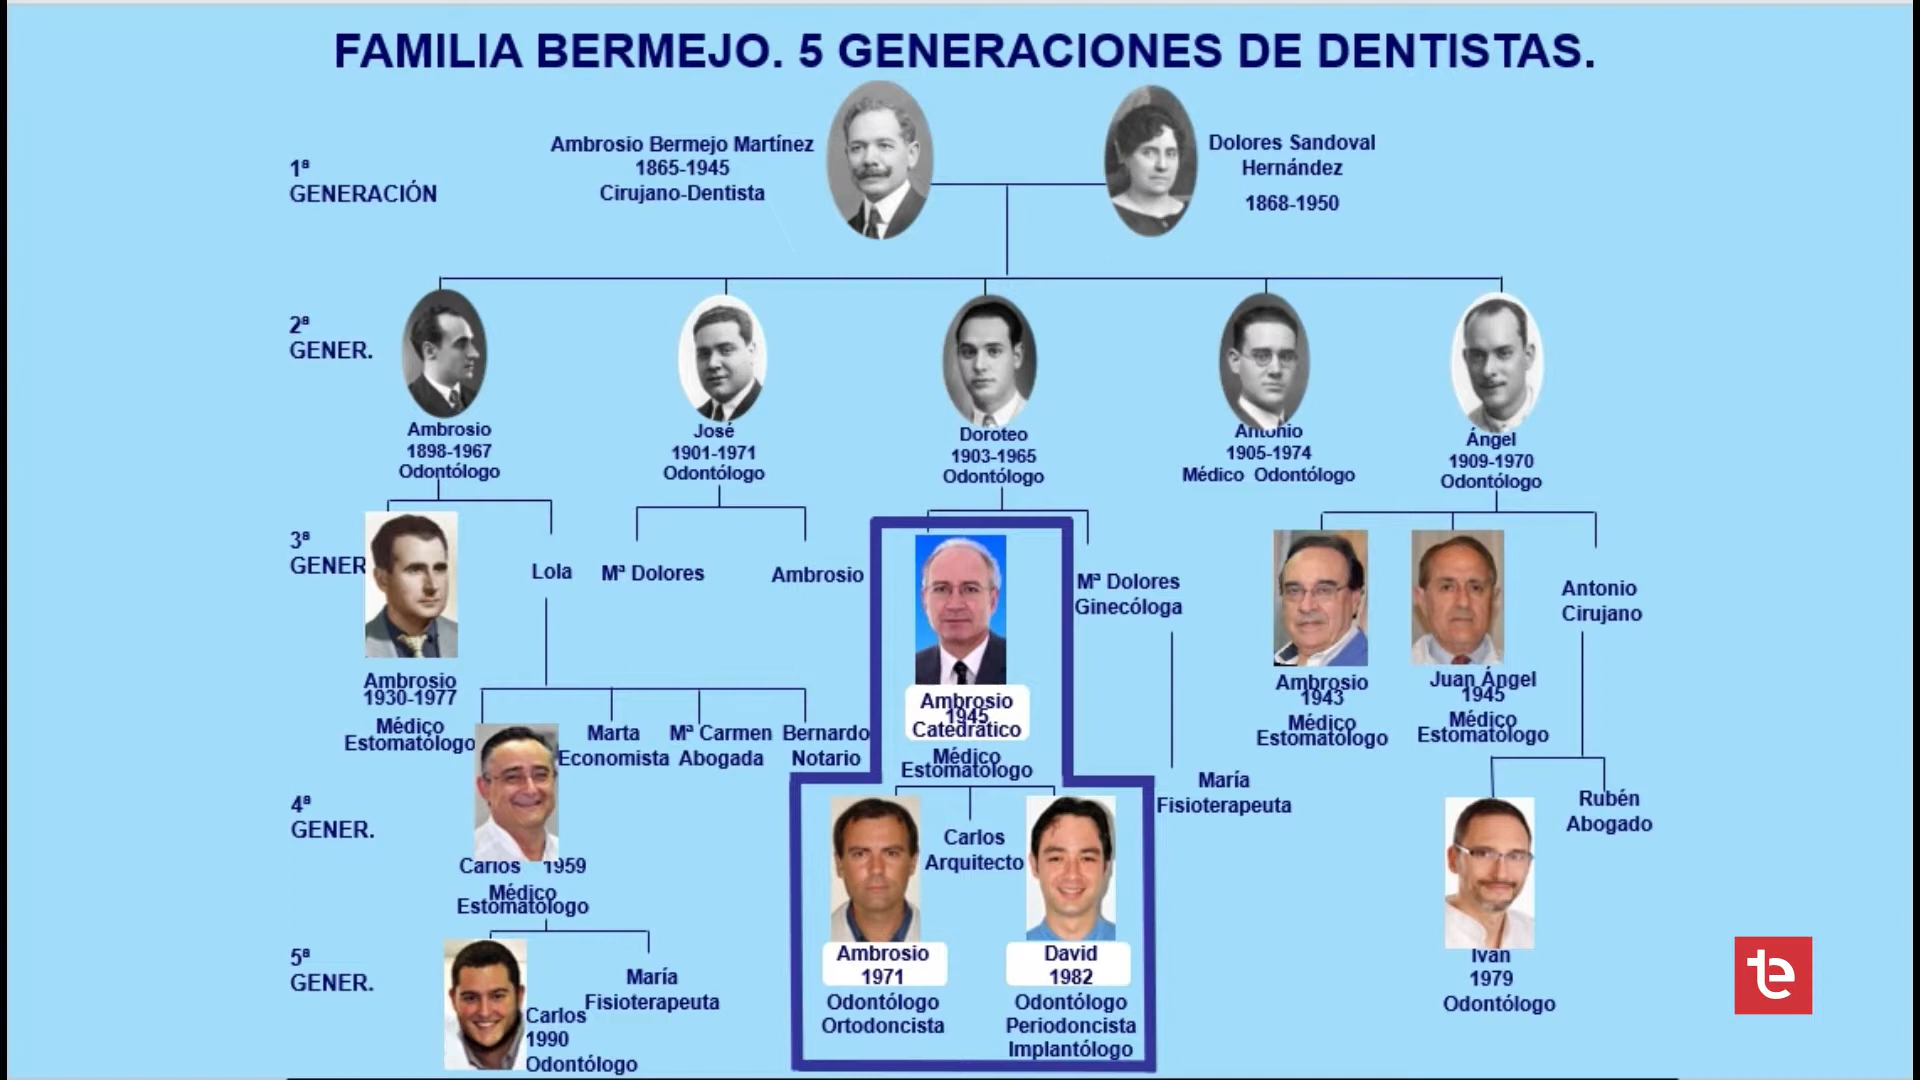 FAMILIA BERMEJO. 5 GENERACIONES DE DENTISTAS.
1ª
GENERACIÓN
Ambrosio Bermejo Martínez
1865-1945
Cirujano-Dentista
Dolores Sandoval
Hernández
1868-1950
2ª
GENER.
Ambrosio
1898-1967
Odontólogo
José
1901-1971
Odontólogo
Doroteo
1903-1965
Odontólogo
Antonio
1905-1974
Médico Odontólogo
Ángel
1909-1970
Odontólogo
3ª
GENER
Ambrosio
1930-1977
Médico
Estomatólogo
Lola
Mª Dolores
Ambrosio
Ambrosio
1945
Catedrático
Médico
Estomatólogo
Mª Dolores
Ginecóloga
Ambrosio
1943
Médico
Estomatólogo
Juan Ángel
1945
Médico
Estomatólogo
Antonio
Cirujano
4ª
GENER.
Carlos 1959
Médico
Estomatólogo
Marta
Economista
Mª Carmen
Abogada
Bernardo
Notario
Ambrosio
1971
Odontólogo
Ortodoncista
Carlos
Arquitecto
David
1982
Odontólogo
Periodoncista
Implantólogo
María
Fisioterapeuta
Iván
1979
Odontólogo
Rubén
Abogado
5ª
GENER.
Carlos
1990
Odontólogo
María
Fisioterapeuta
te